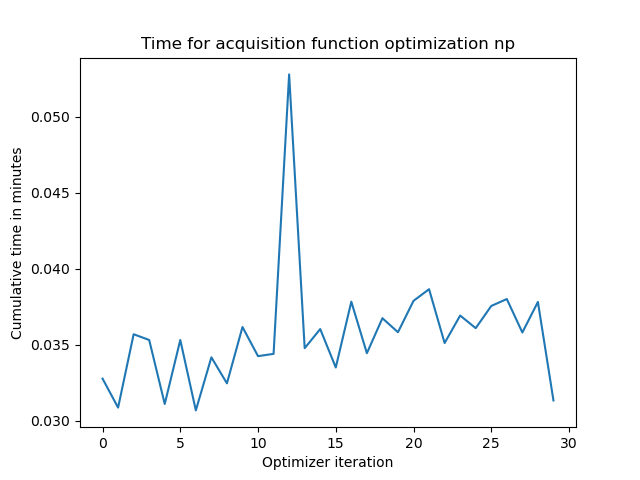 Time for acquisition function optimization np
Cumulative time in minutes
0.050
0.045
0.040
0.035
0.030
0 5 10 15 20 25 30
Optimizer iteration